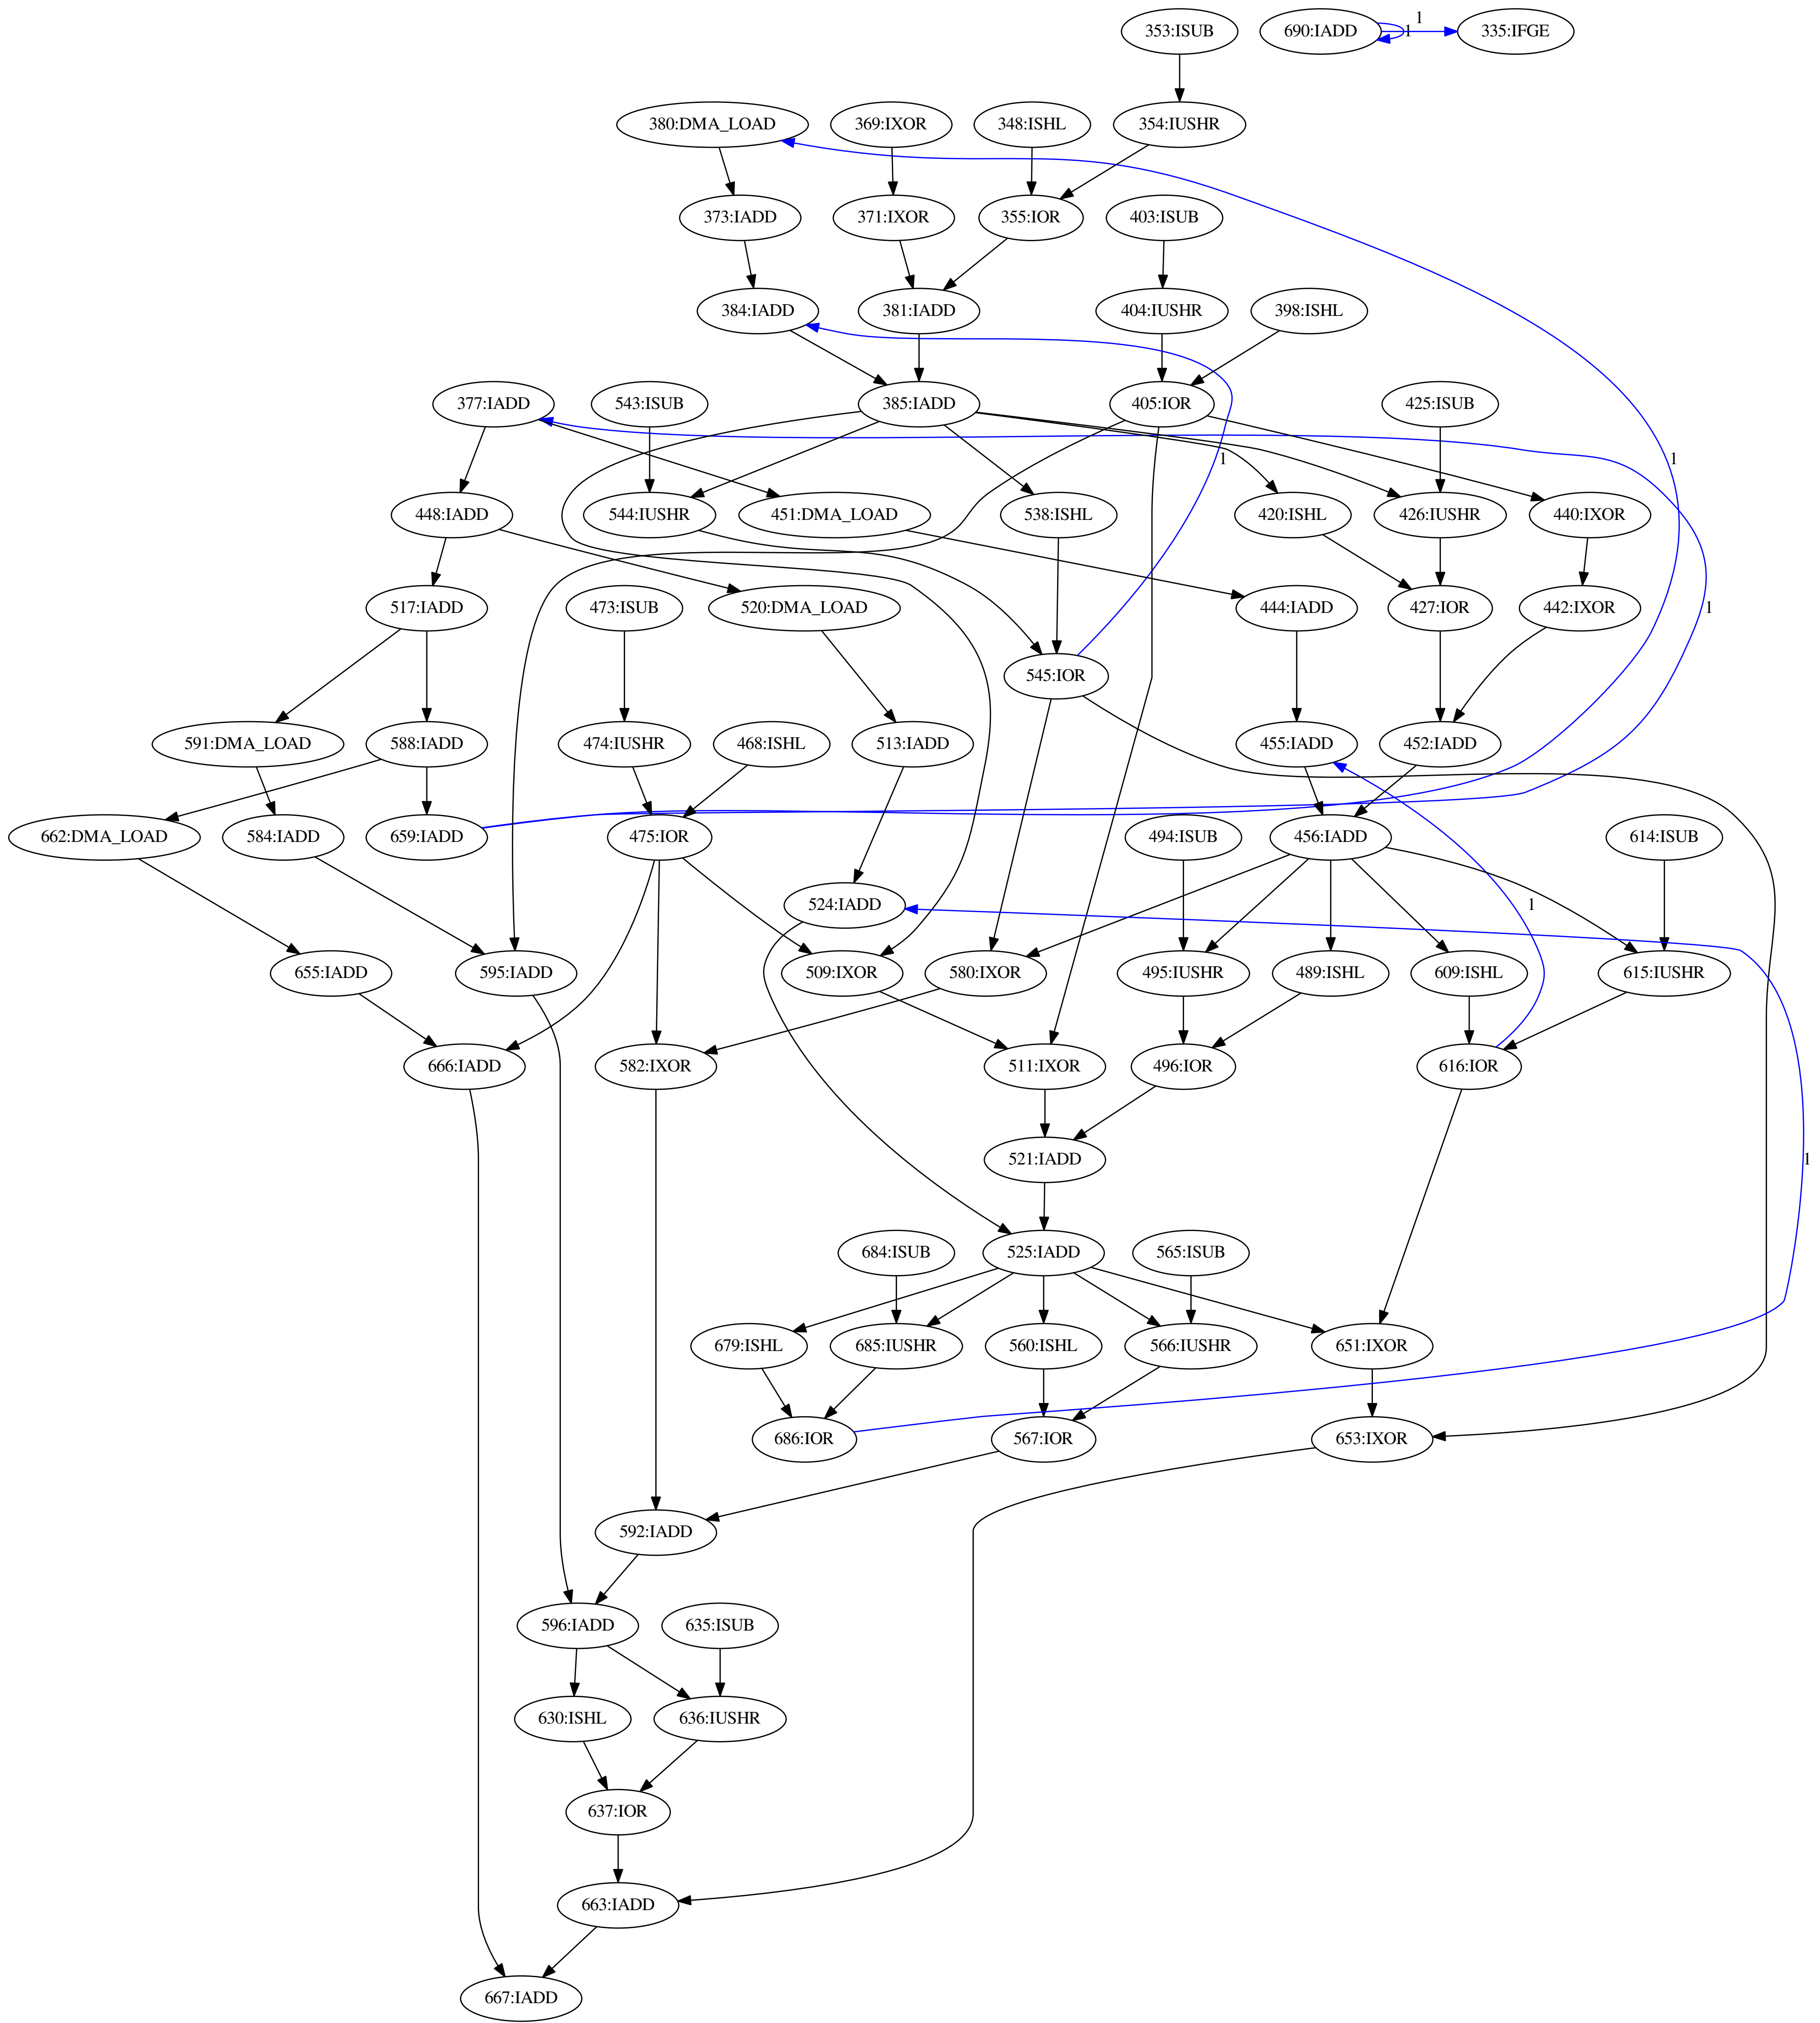 353:ISUB
690:IADD
1
1
335:IFGE
380:DMA_LOAD
369:IXOR
348:ISHL
354:IUSHR
373:IADD
371:IXOR
355:IOR
403:ISUB
384:IADD
381:IADD
404:IUSHR
398:ISHL
377:IADD
543:ISUB
385:IADD
405:IOR
425:ISUB
1
1
448:IADD
544:IUSHR
451:DMA_LOAD
538:ISHL
420:ISHL
426:IUSHR
440:IXOR
517:IADD
473:ISUB
520:DMA_LOAD
444:IADD
427:IOR
442:IXOR
1
545:IOR
591:DMA_LOAD
588:IADD
474:IUSHR
468:ISHL
513:IADD
455:IADD
452:IADD
662:DMA_LOAD
584:IADD
659:IADD
475:IOR
494:ISUB
456:IADD
614:ISUB
524:IADD
1
655:IADD
595:IADD
509:IXOR
580:IXOR
495:IUSHR
489:ISHL
609:ISHL
615:IUSHR
666:IADD
582:IXOR
511:IXOR
496:IOR
616:IOR
521:IADD
1
684:ISUB
525:IADD
565:ISUB
679:ISHL
685:IUSHR
560:ISHL
566:IUSHR
651:IXOR
686:IOR
567:IOR
653:IXOR
592:IADD
596:IADD
635:ISUB
630:ISHL
636:IUSHR
637:IOR
663:IADD
667:IADD